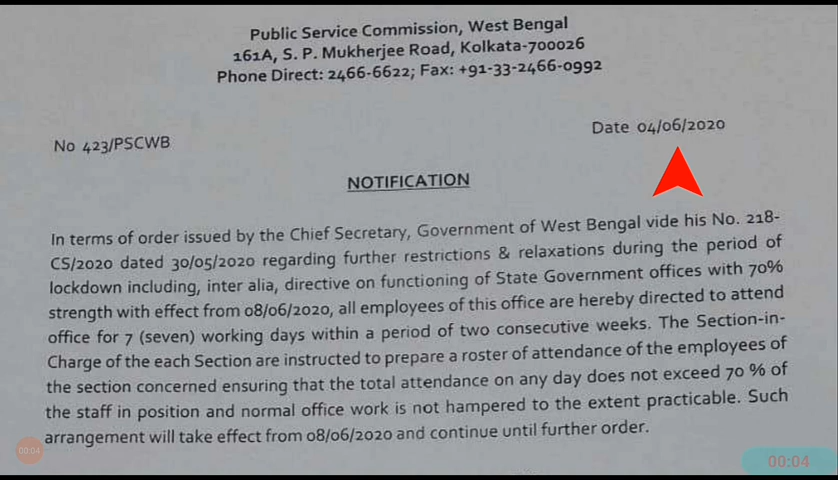 Public Service Commission, West Bengal
161A, S. P. Mukherjee Road, Kolkata-700026
Phone Direct: 2466-6622; Fax: +91-33-2466-0992
Date 04/06/2020
No 423/PSCWB
NOTIFICATION
In terms of order issued by the Chief Secretary, Government of West Bengal vide his No. 218-
CS/2020 dated 30/05/2020 regarding further restrictions & relaxations during the period of
lockdown including, inter alia, directive on functioning of State Government offices with 70%
strength with effect from 08/06/2020, all employees of this office are hereby directed to attend
office for 7 (seven) working days within a period of two consecutive weeks. The Section-in-
Charge of the each Section are instructed to prepare a roster of attendance of the employees of
the section concerned ensuring that the total attendance on any day does not exceed 70 % of
the staff in position and normal office work is not hampered to the extent practicable. Such
arrangement will take effect from 08/06/2020 and continue until further order.
00:04
00:04